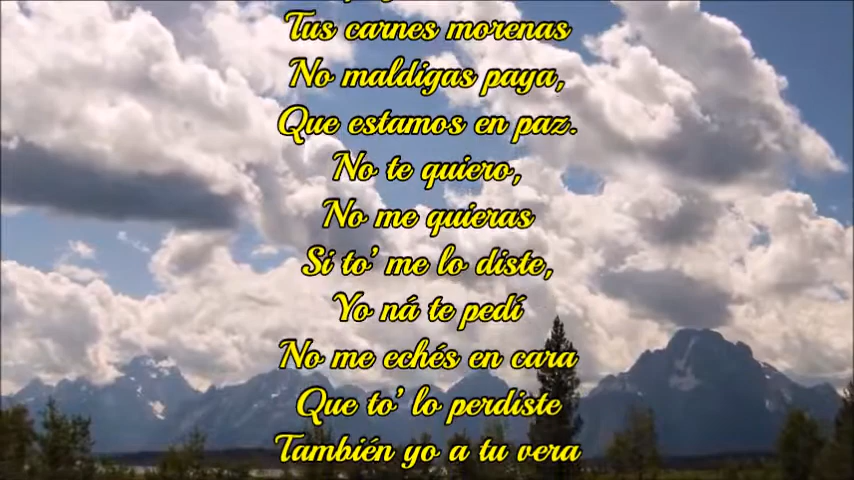 Tus carnes morenas
No maldigas paya,
Que estamos en paz.
No te quiero,
No me quieras
Si to' me lo diste,
Yo ná te pedí
No me echés en cara
Que to' lo perdiste
También yo a tu vera